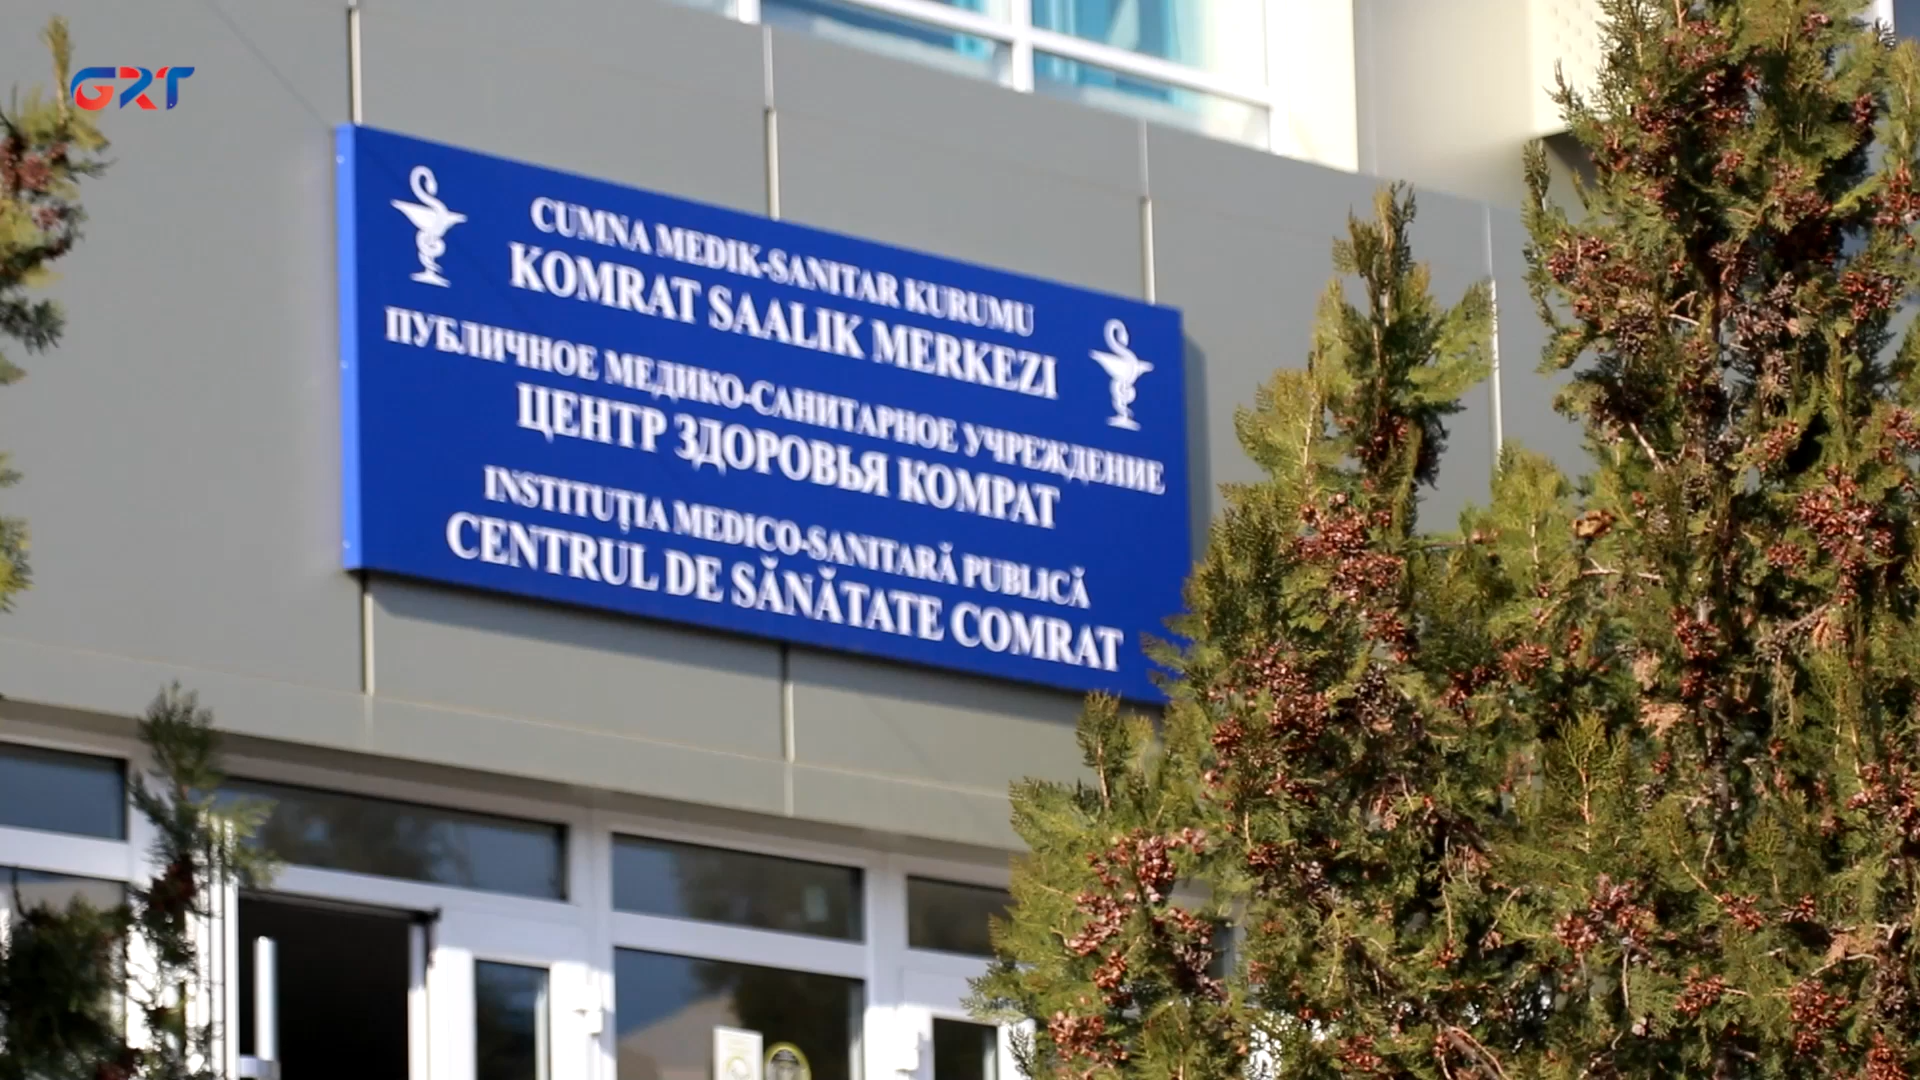 GRT
CUMNA MEDIK-SANITAR KURUMU
KOMRAT SAALIK MERKEZI
ПУБЛИЧНОЕ МЕДИКО-САНИТАРНОЕ УЧРЕЖДЕНИЕ
ЦЕНТР ЗДОРОВЬЯ КОМРАТ
INSTITUȚIA MEDICO-SANITARĂ PUBLICĂ
CENTRUL DE SĂNĂTATE COMRAT